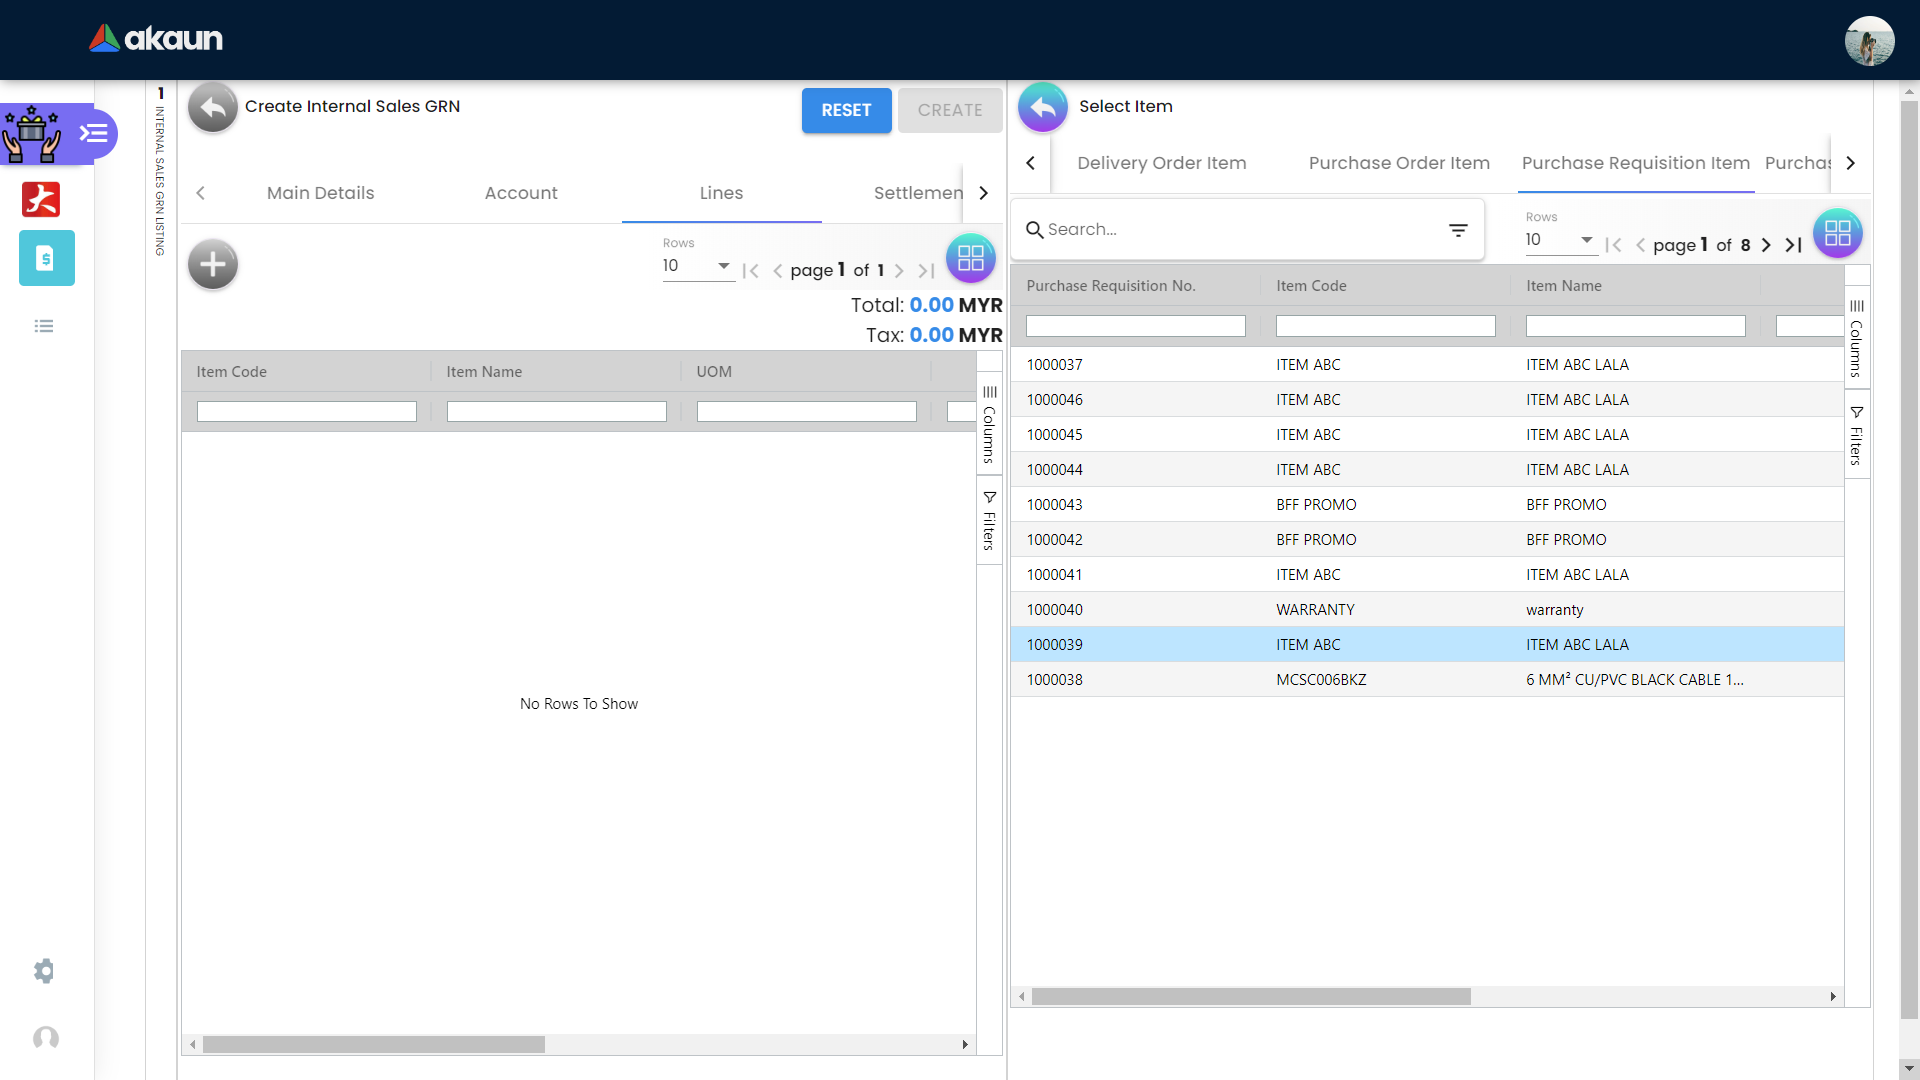 akaun
1
INTERNAL SALES GRN LISTING
Create Internal Sales GRN
RESET
CREATE
Main Details
Account
Lines
Settlemen
Rows
10
page 1 of 1
Total: 0.00 MYR
Tax: 0.00 MYR
Item Code
Item Name
UOM
Columns
Filters
No Rows To Show
Select Item
Delivery Order Item
Purchase Order Item
Purchase Requisition Item
Purchas
Search...
Rows
10
page 1 of 8
Purchase Requisition No.
Item Code
Item Name
1000037 ITEM ABC ITEM ABC LALA
1000046 ITEM ABC ITEM ABC LALA
1000045 ITEM ABC ITEM ABC LALA
1000044 ITEM ABC ITEM ABC LALA
1000043 BFF PROMO BFF PROMO
1000042 BFF PROMO BFF PROMO
1000041 ITEM ABC ITEM ABC LALA
1000040 WARRANTY warranty
1000039 ITEM ABC ITEM ABC LALA
1000038 MCSC006BKZ 6 MM² CU/PVC BLACK CABLE 1...
Columns
Filters